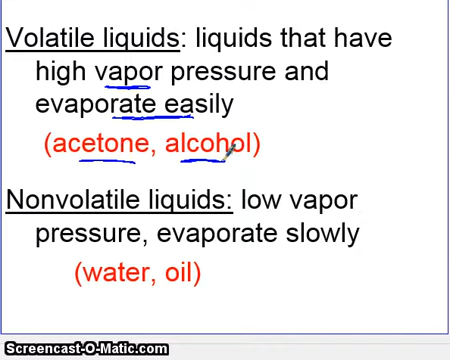 Volatile liquids: liquids that have
high vapor pressure and
evaporate easily
(acetone, alcohol)
Nonvolatile liquids: low vapor
pressure, evaporate slowly
(water, oil)
Screencast-O-Matic.com